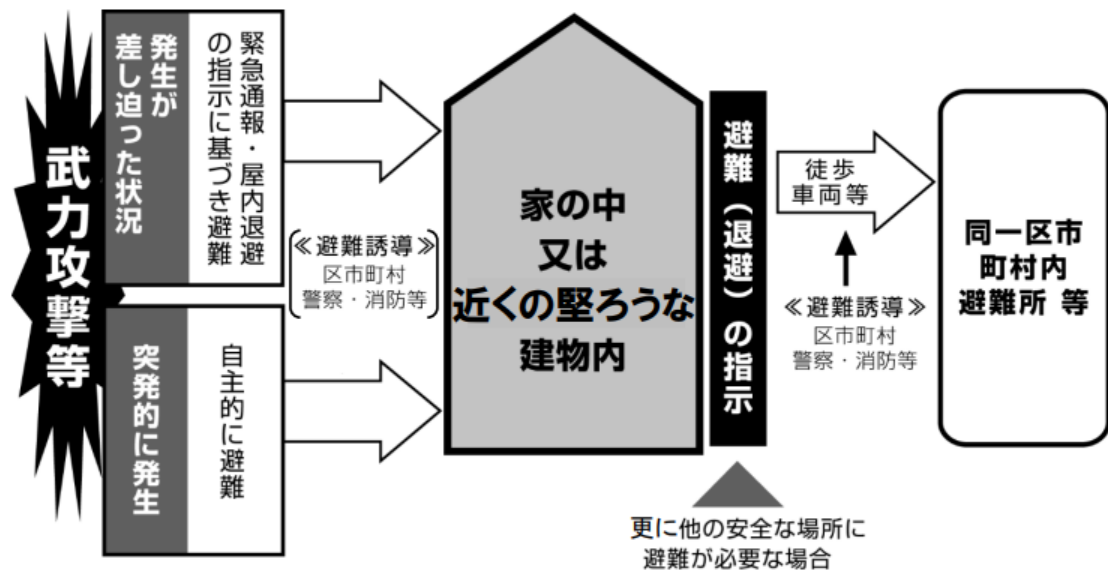 武力攻撃等
発生が
差し迫った状況
緊急通報・屋内退避
の指示に基づき避難
突発的に発生
自主的に避難
≪避難誘導≫
区市町村
警察・消防等
家の中
又は
近くの堅ろうな
建物内
避難（退避）の指示
更に他の安全な場所に
避難が必要な場合
徒歩
車両等
≪避難誘導≫
区市町村
警察・消防等
同一区市
町村内
避難所 等